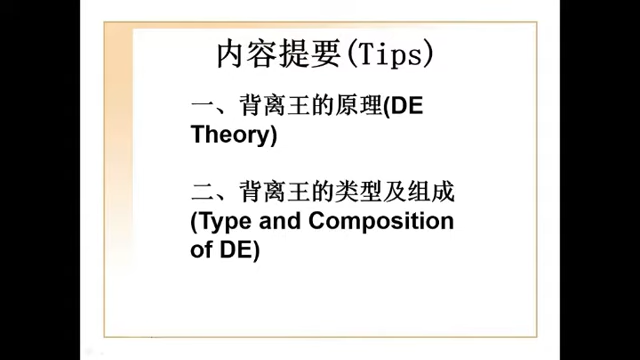 内容提要(Tips)
一、背离王的原理(DE
Theory)
二、背离王的类型及组成
(Type and Composition
of DE)